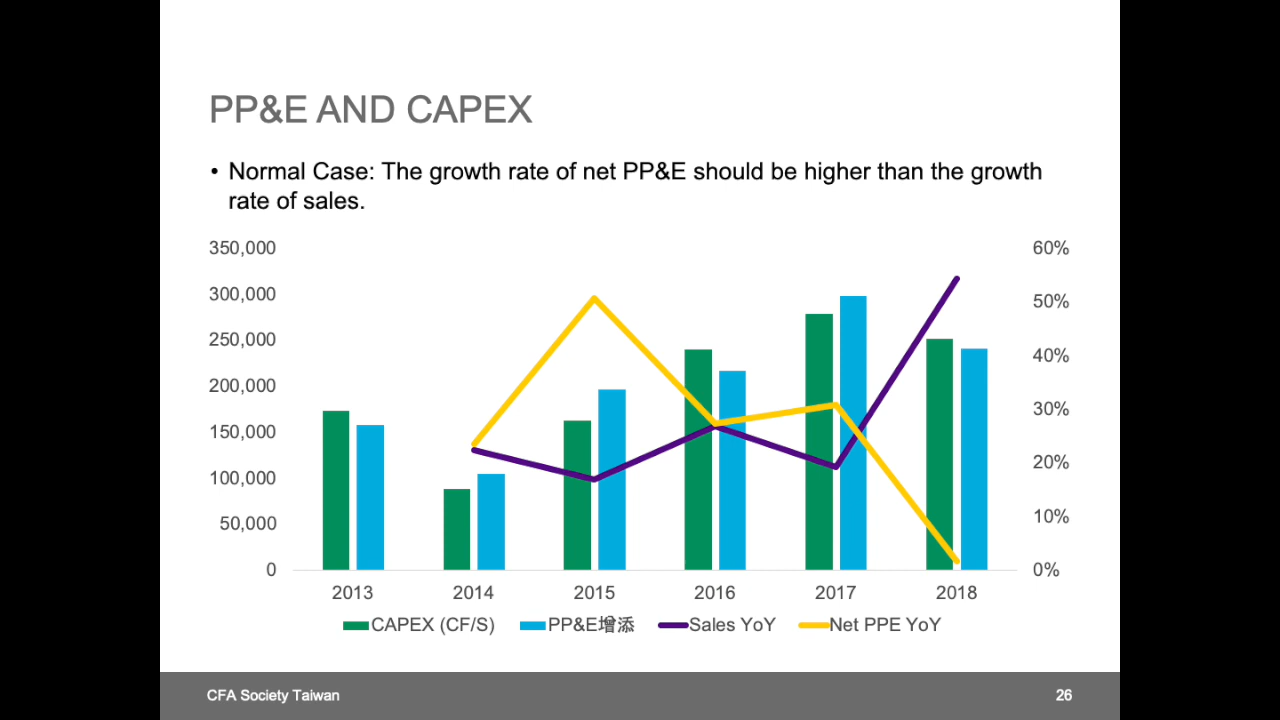 PP&E AND CAPEX
• Normal Case: The growth rate of net PP&E should be higher than the growth
rate of sales.
350,000
300,000
250,000
200,000
150,000
100,000
50,000
0
60%
50%
40%
30%
20%
10%
0%
2013 2014 2015 2016 2017 2018
CAPEX (CF/S) PP&E增添 Sales YoY Net PPE YoY
CFA Society Taiwan 26